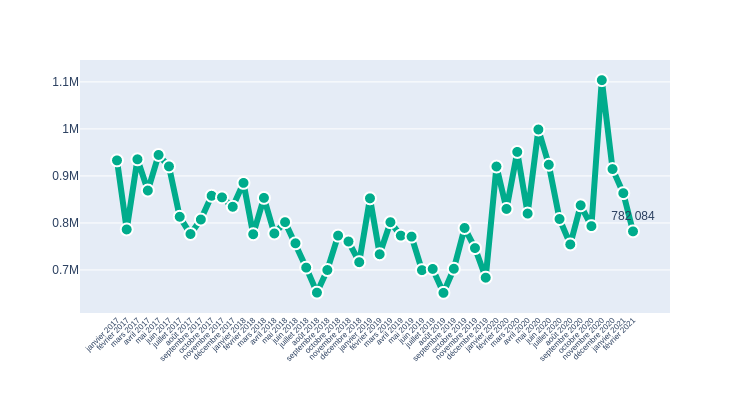 1.1M
1M
0.9M
0.8M
0.7M
782 084
janvier 2017
février 2017
mars 2017
avril 2017
mai 2017
juin 2017
juillet 2017
août 2017
septembre 2017
octobre 2017
novembre 2017
décembre 2017
janvier 2018
février 2018
mars 2018
avril 2018
mai 2018
juin 2018
juillet 2018
août 2018
septembre 2018
octobre 2018
novembre 2018
décembre 2018
janvier 2019
février 2019
mars 2019
avril 2019
mai 2019
juin 2019
juillet 2019
août 2019
septembre 2019
octobre 2019
novembre 2019
décembre 2019
janvier 2020
février 2020
mars 2020
avril 2020
mai 2020
juin 2020
juillet 2020
août 2020
septembre 2020
octobre 2020
novembre 2020
décembre 2020
janvier 2021
février 2021